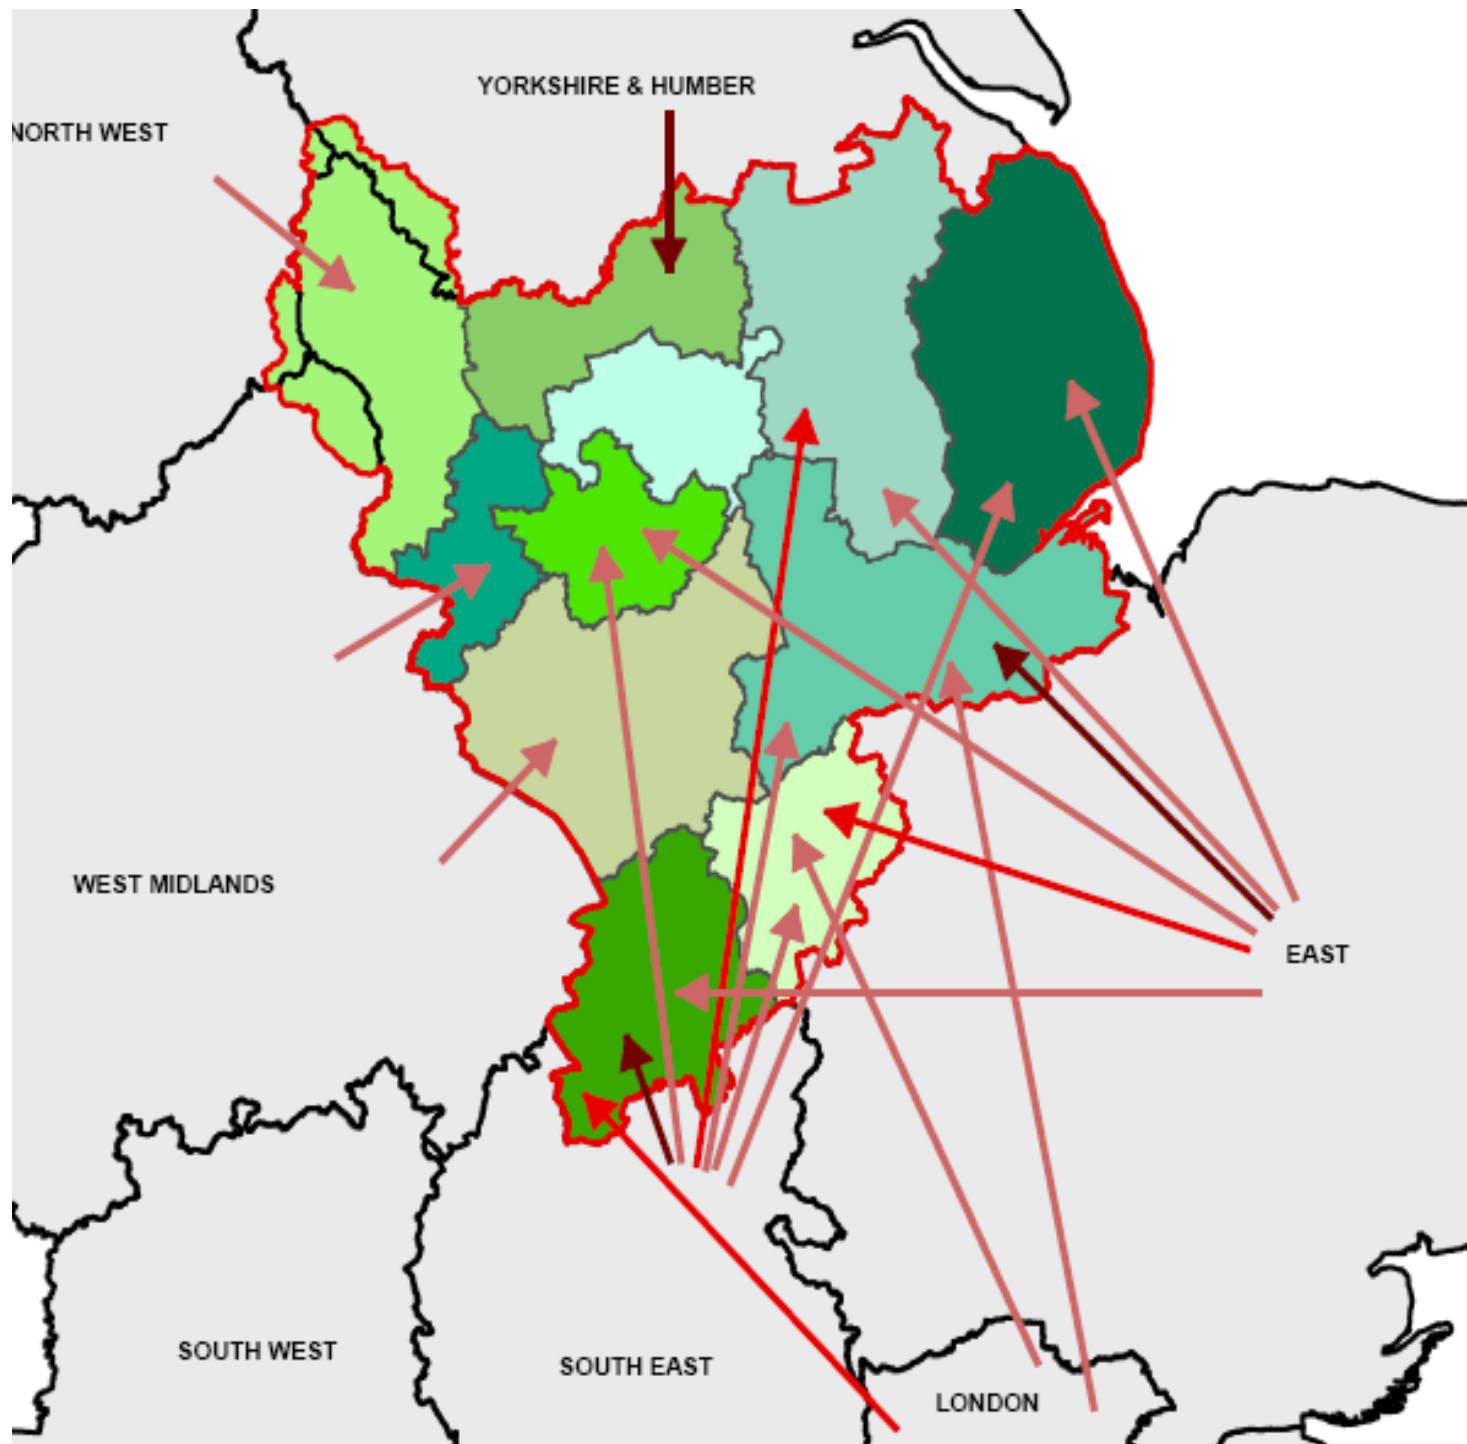 YORKSHIRE & HUMBER
NORTH WEST
WEST MIDLANDS
EAST
SOUTH WEST
SOUTH EAST
LONDON